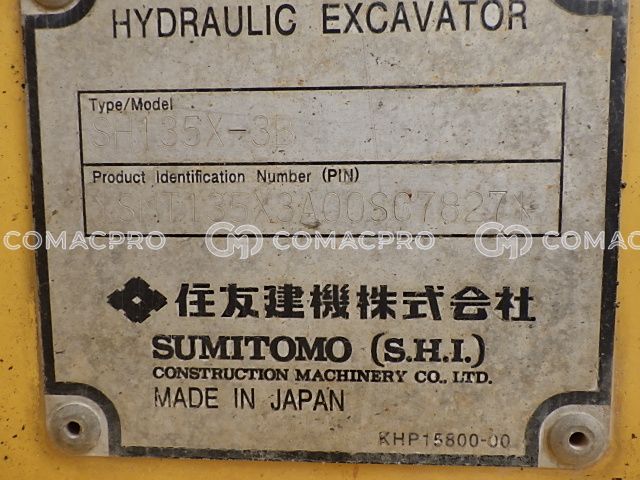 HYDRAULIC EXCAVATOR
Type/Model
SH135X-3B
Product Identification Number (PIN)
*SMT135X3A00SC7827*
COMACPRO COMACPRO COMACPRO
住友建機株式会社
SUMITOMO (S.H.I.)
CONSTRUCTION MACHINERY CO., LTD.
MADE IN JAPAN
KHP15800-00